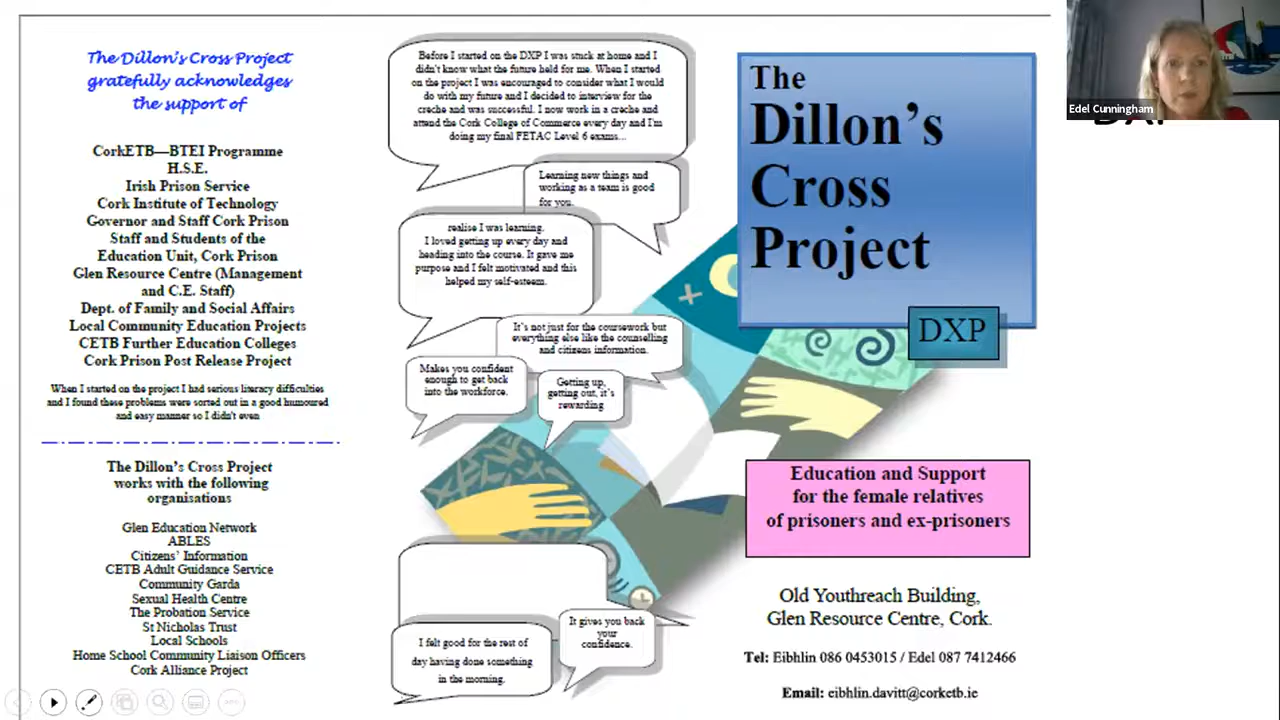 The Dillon's Cross Project
gratefully acknowledges
the support of
CorkETB—BTEI Programme
H.S.E.
Irish Prison Service
Cork Institute of Technology
Governor and Staff Cork Prison
Staff and Students of the
Education Unit, Cork Prison
Glen Resource Centre (Management
and C.E. Staff)
Dept. of Family and Social Affairs
Local Community Education Projects
CETB Further Education Colleges
Cork Prison Post Release Project
When I started on the project I had serious literacy difficulties
and I found these problems were sorted out in a good humoured
and easy manner so I didn't even
The Dillon's Cross Project
works with the following
organisations
Glen Education Network
ABLES
Citizens' Information
CETB Adult Guidance Service
Community Garda
Sexual Health Centre
The Probation Service
St Nicholas Trust
Local Schools
Home School Community Liaison Officers
Cork Alliance Project
Before I started on the DXP I was stuck at home and I
didn't know what the future held for me. When I started
on the project I was encouraged to consider what I would
do with my future and I decided to interview for the
creche and was successful. I now work in a creche and
attend the Cork College of Commerce every day and I'm
doing my final FETAC Level 6 exams...
Learning new things and
working as a team is good
for you.
realise I was learning.
I loved getting up every day and
heading into the course. It gave me
purpose and I felt motivated and this
helped my self-esteem.
It's not just for the coursework but
everything else like the counselling
and citizens information.
Makes you confident
enough to get back
into the workforce.
Getting up,
getting out, it's
rewarding
I felt good for the rest of
day having done something
in the morning.
It gives you back
your
confidence.
The
Dillon's
Cross
Project
DXP
Education and Support
for the female relatives
of prisoners and ex-prisoners
Old Youthreach Building,
Glen Resource Centre, Cork.
Tel: Eibhlin 086 0453015 / Edel 087 7412466
Email: eibhlin.davitt@corketb.ie
Edel Cunningham